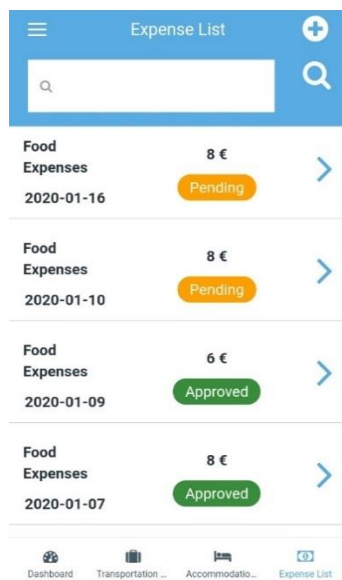 Expense List
Food
Expenses
2020-01-16
8 €
Pending
Food
Expenses
2020-01-10
8 €
Pending
Food
Expenses
2020-01-09
6 €
Approved
Food
Expenses
2020-01-07
8 €
Approved
Dashboard
Transportation ...
Accommodatio...
Expense List